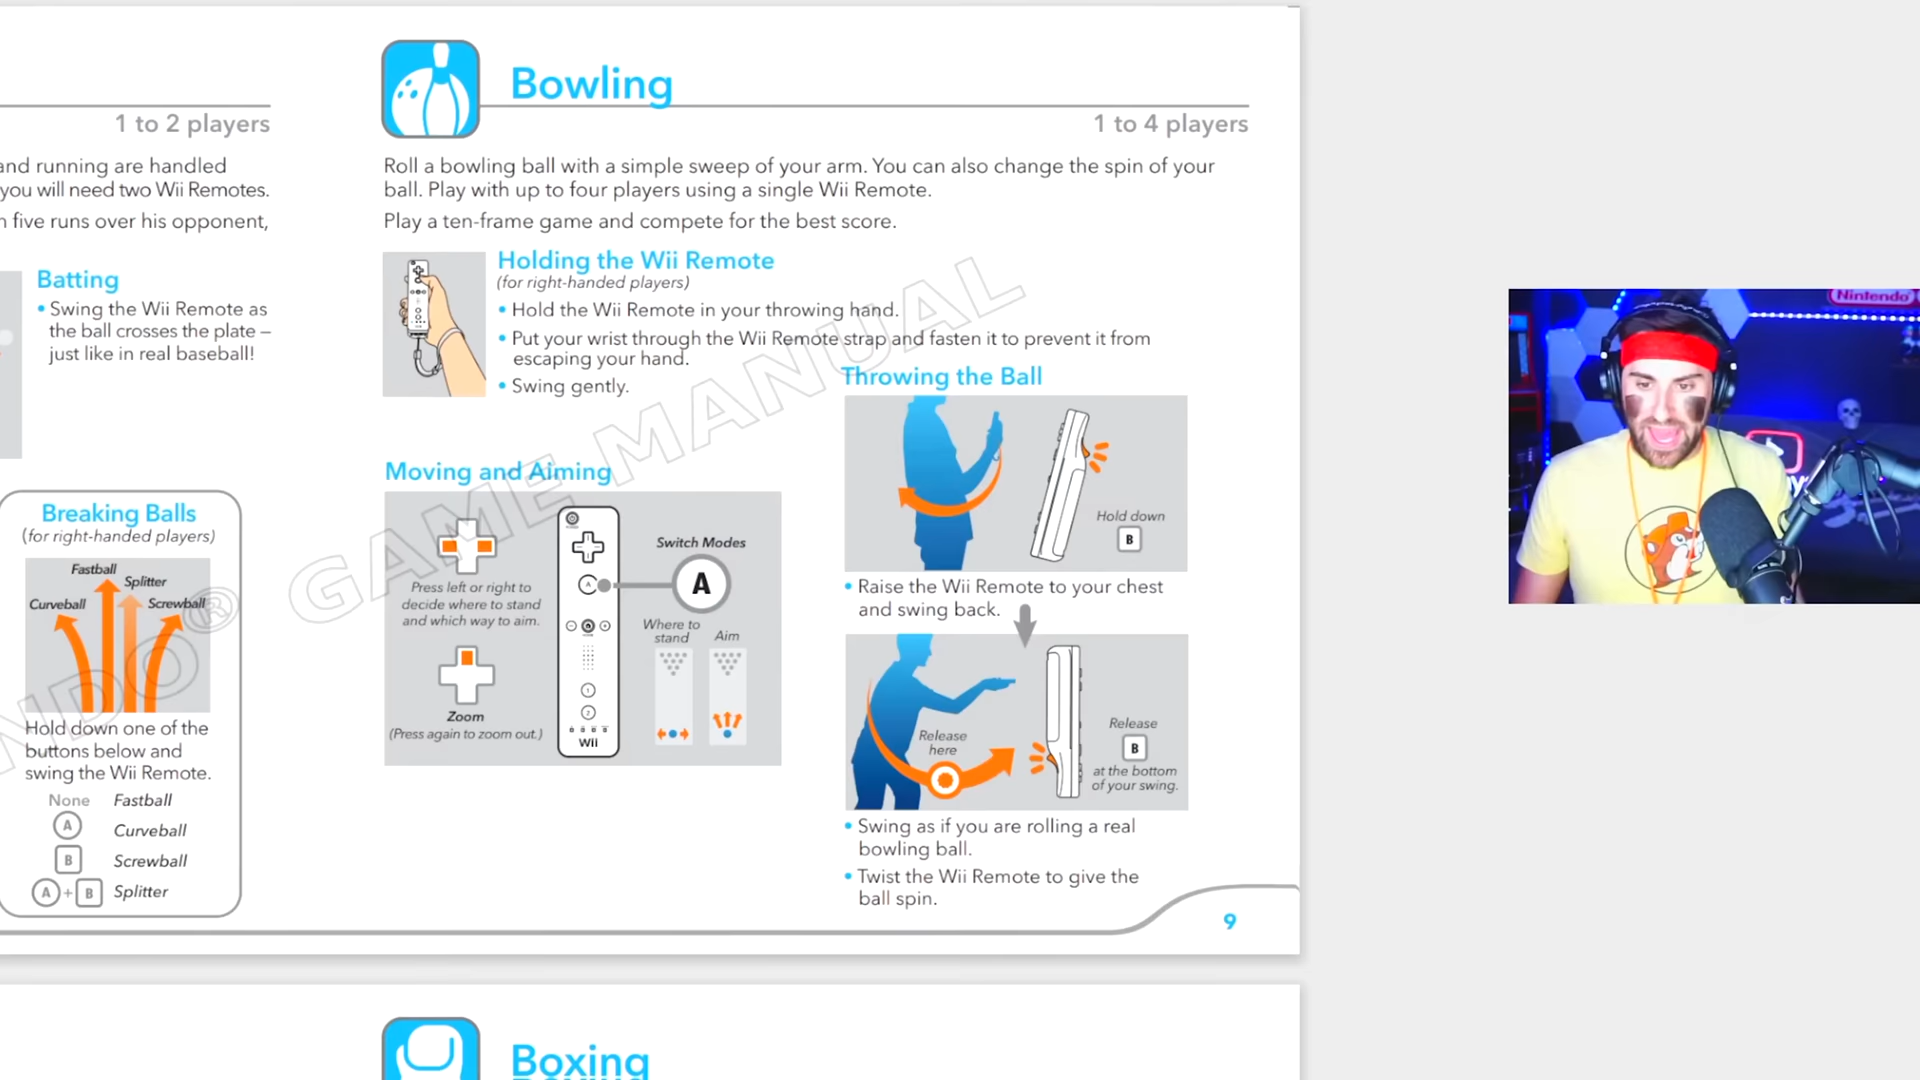 1 to 2 players
and running are handled
you will need two Wii Remotes.
five runs over his opponent,
Batting
• Swing the Wii Remote as
the ball crosses the plate –
just like in real baseball!
Breaking Balls
(for right-handed players)
Fastball
Splitter
Curveball
Screwball
Hold down one of the
buttons below and
swing the Wii Remote.
None Fastball
A Curveball
B Screwball
A + B Splitter
Bowling
1 to 4 players
Roll a bowling ball with a simple sweep of your arm. You can also change the spin of your
ball. Play with up to four players using a single Wii Remote.
Play a ten-frame game and compete for the best score.
Holding the Wii Remote
(for right-handed players)
• Hold the Wii Remote in your throwing hand.
• Put your wrist through the Wii Remote strap and fasten it to prevent it from
escaping your hand.
• Swing gently.
Moving and Aiming
Press left or right to
decide where to stand
and which way to aim.
Zoom
(Press again to zoom out.)
Wii
Switch Modes
A
Where to
stand
Aim
Throwing the Ball
Hold down
B
• Raise the Wii Remote to your chest
and swing back.
Release
here
Release
B
at the bottom
of your swing.
• Swing as if you are rolling a real
bowling ball.
• Twist the Wii Remote to give the
ball spin.
9
GAME MANUAL
Boxing
Nintendo